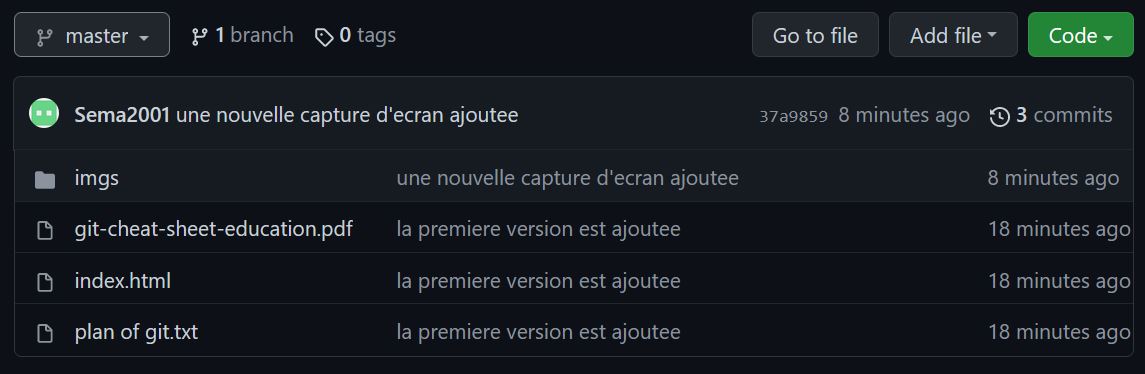 master 1 branch 0 tags Go to file Add file Code
Sema2001 une nouvelle capture d'ecran ajoutee 37a9859 8 minutes ago 3 commits
imgs une nouvelle capture d'ecran ajoutee 8 minutes ago
git-cheat-sheet-education.pdf la premiere version est ajoutee 18 minutes ago
index.html la premiere version est ajoutee 18 minutes ago
plan of git.txt la premiere version est ajoutee 18 minutes ago